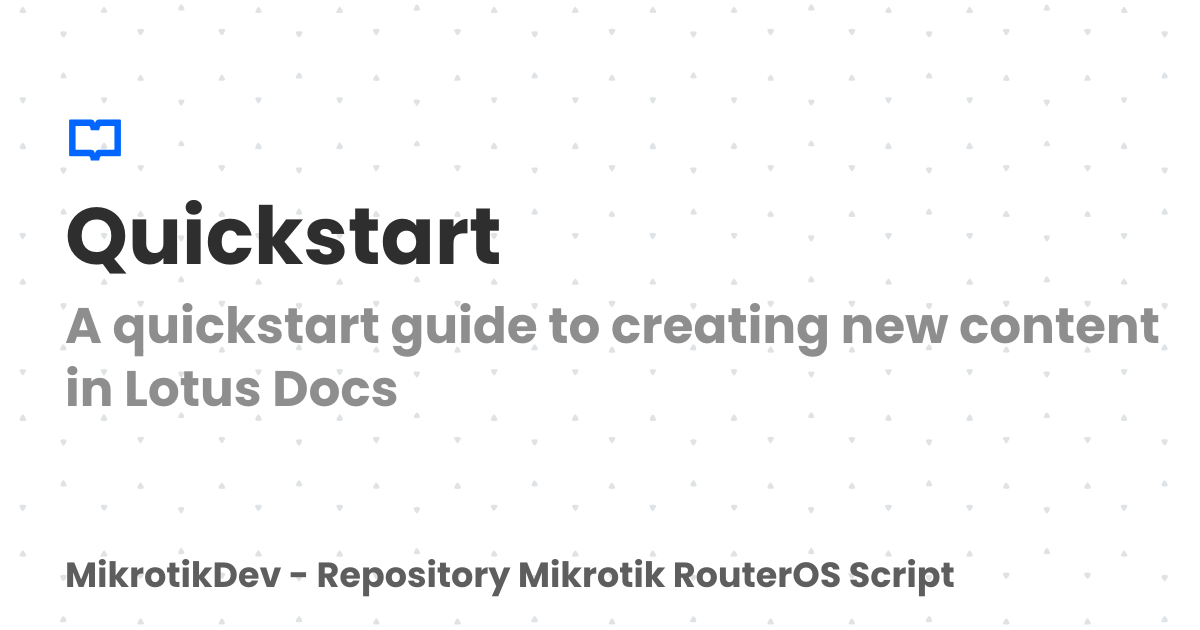 Quickstart
A quickstart guide to creating new content
in Lotus Docs
MikrotikDev - Repository Mikrotik RouterOS Script